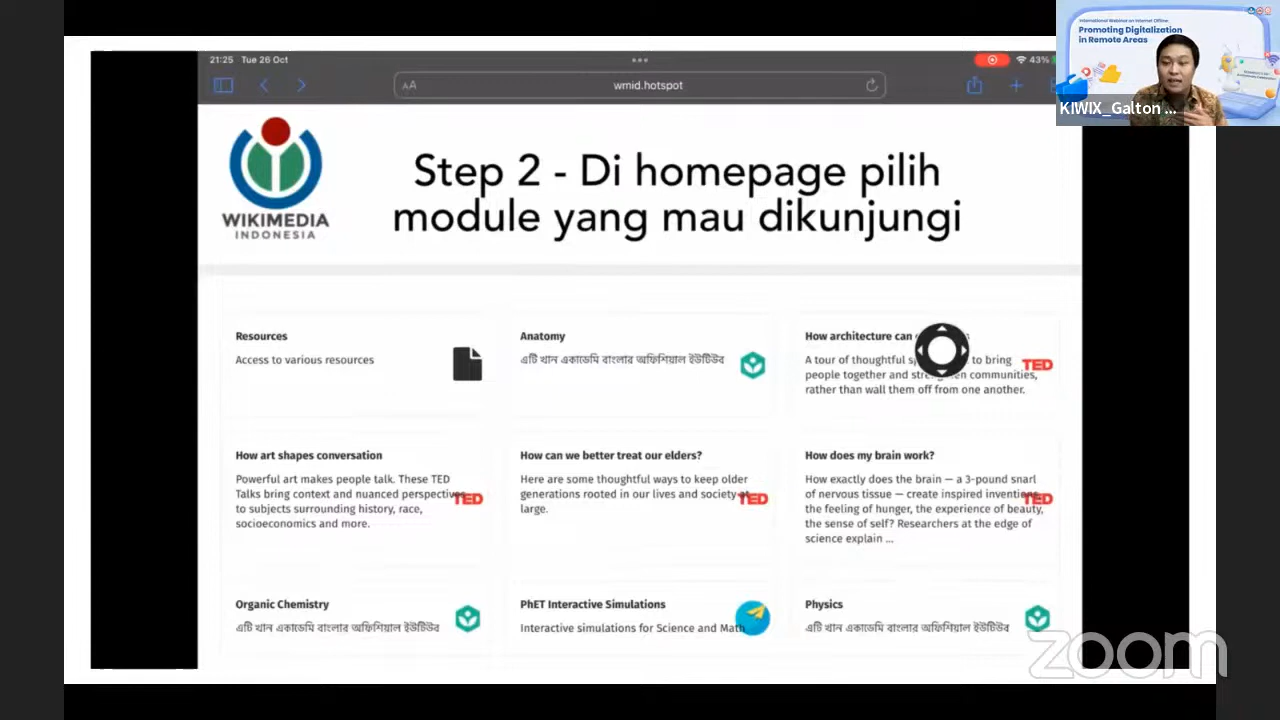 21:25 Tue 26 Oct
43%
AA
wmid.hotspot
International Webinar on Internet Offline:
Promoting Digitalization
in Remote Areas
KIWIX_Galton ...
WIKIMEDIA
INDONESIA
Step 2 - Di homepage pilih
module yang mau dikunjungi
Resources
Access to various resources
Anatomy
এটি খান একাডেমি বাংলার অফিশিয়াল ইউটিউব
How architecture can
A tour of thoughtful to bring
people together and communities,
rather than wall them off from one another.
TED
How art shapes conversation
Powerful art makes people talk. These TED
Talks bring context and nuanced perspectives
to subjects surrounding history, race,
socioeconomics and more.
TED
How can we better treat our elders?
Here are some thoughtful ways to keep older
generations rooted in our lives and society at
large.
TED
How does my brain work?
How exactly does the brain — a 3-pound snarl
of nervous tissue — create inspired inventions,
the feeling of hunger, the experience of beauty,
the sense of self? Researchers at the edge of
science explain ...
TED
Organic Chemistry
এটি খান একাডেমি বাংলার অফিশিয়াল ইউটিউব
PhET Interactive Simulations
Interactive simulations for Science and Math
Physics
এটি খান একাডেমি বাংলার অফিশিয়াল ইউটিউব
zoom